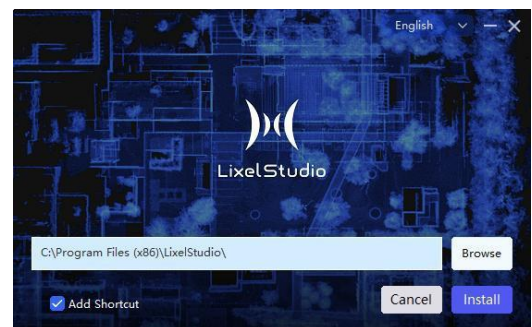 English
LixelStudio
C:\Program Files (x86)\LixelStudio\
Browse
Add Shortcut
Cancel
Install